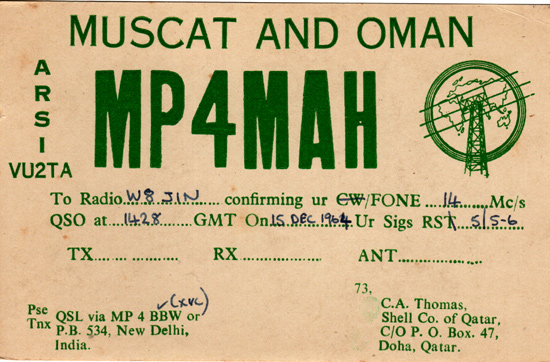 MUSCAT AND OMAN
ARSI
VU2TA
MP4MAH
To Radio W8JIN confirming ur CW/FONE 14 Mc/s
QSO at 1428 GMT On 15 DEC 1964 Ur Sigs RST 5/5-6
TX RX ANT
73.
(XVC)
Pse QSL via MP 4 BBW or
Tnx P.B. 534, New Delhi,
India.
C.A. Thomas,
Shell Co of Qatar,
C/O P. O. Box. 47,
Doha, Qatar.